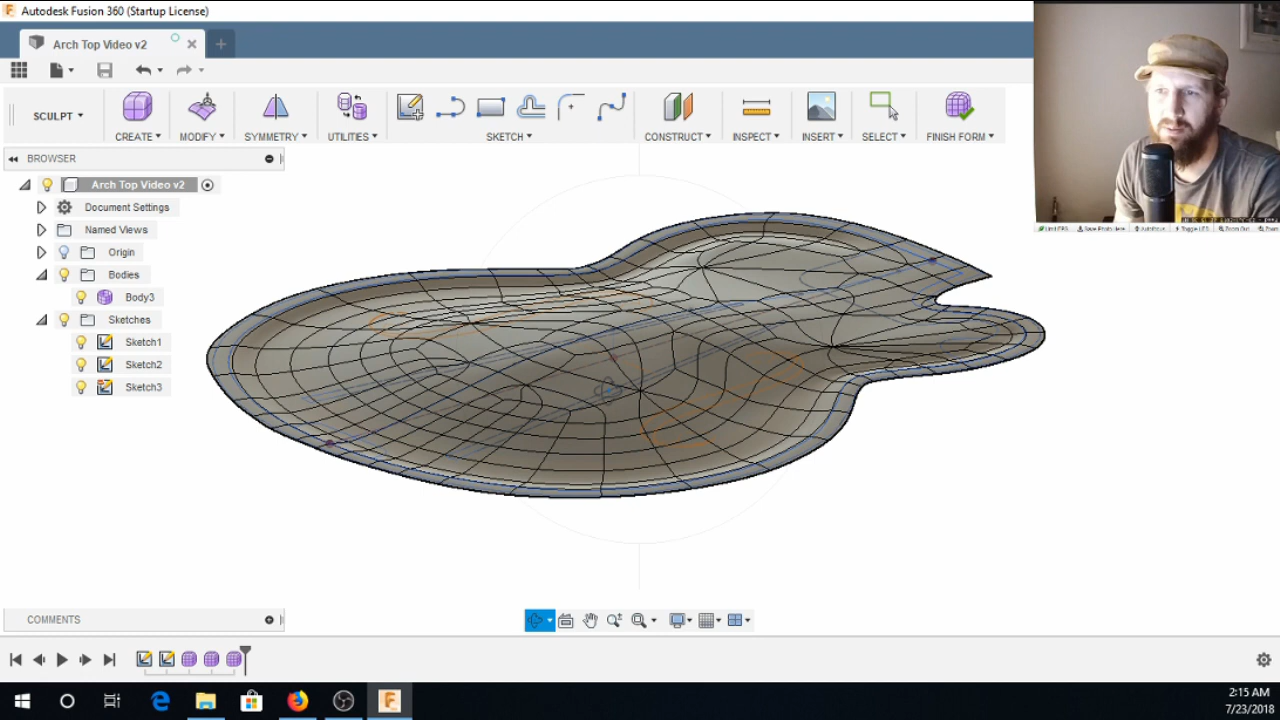 Autodesk Fusion 360 (Startup License)
Arch Top Video v2
SCULPT
CREATE
MODIFY
SYMMETRY
UTILITIES
SKETCH
CONSTRUCT
INSPECT
INSERT
SELECT
FINISH FORM
BROWSER
Arch Top Video v2
Document Settings
Named Views
Origin
Bodies
Body3
Sketches
Sketch1
Sketch2
Sketch3
COMMENTS
2:15 AM
7/23/2018